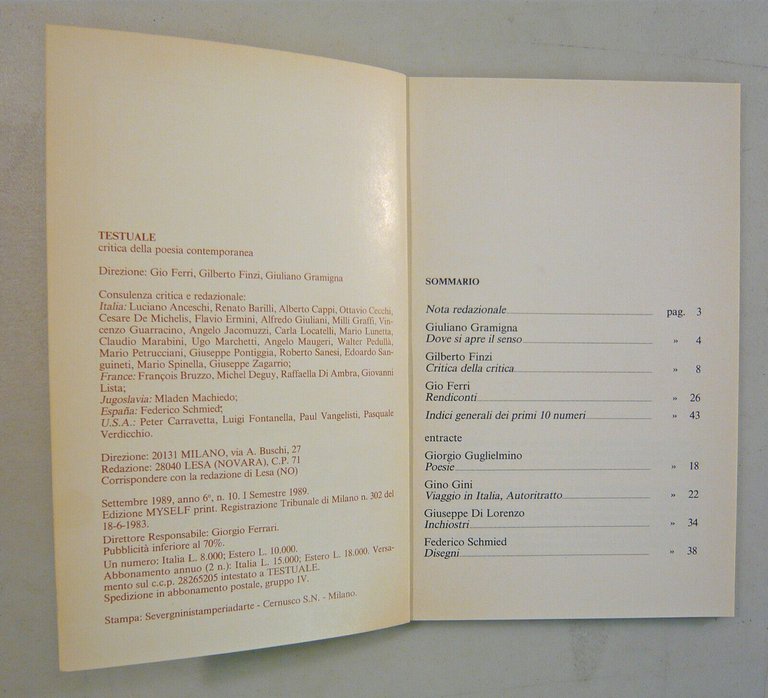 TESTUALE
critica della poesia contemporanea
Direzione: Gio Ferri, Gilberto Finzi, Giuliano Gramigna
Consulenza critica e redazionale:
Italia: Luciano Anceschi, Renato Barilli, Alberto Cappi, Ottavio Cecchi,
Cesare De Michelis, Flavio Ermini, Alfredo Giuliani, Milli Graffi, Vin-
cenzo Guarracino, Angelo Jacomuzzi, Carla Locatelli, Mario Lunetta,
Claudio Marabini, Ugo Marchetti, Angelo Maugeri, Walter Pedullà,
Mario Petrucciani, Giuseppe Pontiggia, Roberto Sanesi, Edoardo San-
guineti, Mario Spinella, Giuseppe Zagarrio;
France: François Bruzzo, Michel Deguy, Raffaella Di Ambra, Giovanni
Lista;
Jugoslavia: Mladen Machiedo;
España: Federico Schmied;
U.S.A.: Peter Carravetta, Luigi Fontanella, Paul Vangelisti, Pasquale
Verdicchio.
Direzione: 20131 MILANO, via A. Buschi, 27
Redazione: 28040 LESA (NOVARA), C.P. 71
Corrispondere con la redazione di Lesa (NO)
Settembre 1989, anno 6°, n. 10. I Semestre 1989.
Edizione MYSELF print. Registrazione Tribunale di Milano n. 302 del
18-6-1983.
Direttore Responsabile: Giorgio Ferrari.
Pubblicità inferiore al 70%.
Un numero: Italia L. 8.000; Estero L. 10.000.
Abbonamento annuo (2 n.): Italia L. 15.000; Estero L. 18.000. Versa-
mento sul c.c.p. 28265205 intestato a TESTUALE.
Spedizione in abbonamento postale, gruppo IV.
Stampa: Severgninistamperiadarte - Cernusco S.N. - Milano.
SOMMARIO
Nota redazionale pag. 3
Giuliano Gramigna
Dove si apre il senso » 4
Gilberto Finzi
Critica della critica » 8
Gio Ferri
Rendiconti » 26
Indici generali dei primi 10 numeri » 43
entracte
Giorgio Guglielmino
Poesie » 18
Gino Gini
Viaggio in Italia, Autoritratto » 22
Giuseppe Di Lorenzo
Inchiostri » 34
Federico Schmied
Disegni » 38